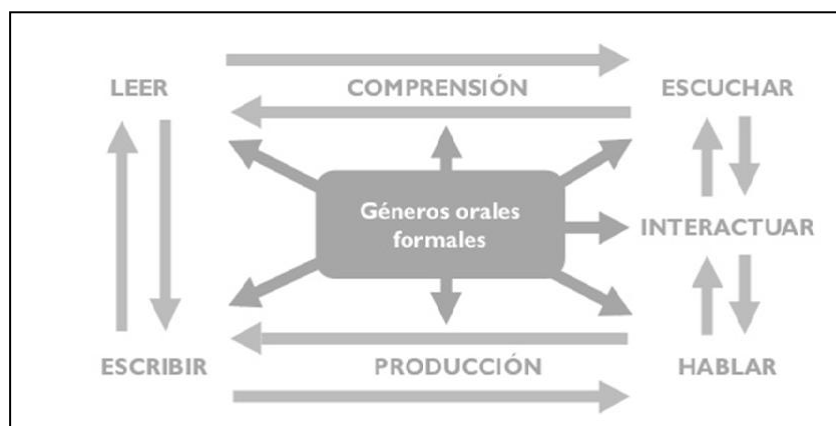 LEER
COMPRENSIÓN
ESCUCHAR
Géneros orales
formales
INTERACTUAR
ESCRIBIR
PRODUCCIÓN
HABLAR